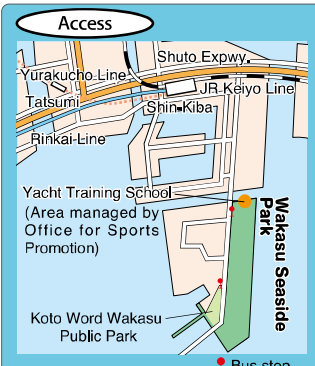 Access
Shuto Expwy.
Yurakucho Line
JR Keiyo Line
Tatsumi
Shin-Kiba
Rinkai Line
Yacht Training School
(Area managed by
Office for Sports
Promotion)
Wakasu Seaside
Park
Koto Word Wakasu
Public Park
Bus stop